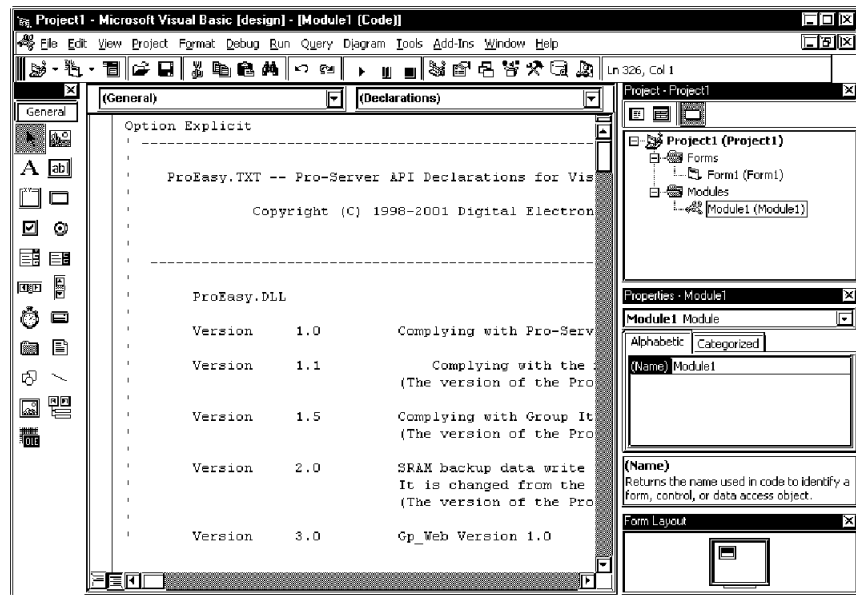 Project1 - Microsoft Visual Basic [design] - [Module1 (Code)]
File Edit View Project Format Debug Run Query Diagram Tools Add-Ins Window Help
Ln 326, Col 1
General
(General)
(Declarations)
Option Explicit
' ------------------------------------------------------
'
' ProEasy.TXT -- Pro-Server API Declarations for Vis
'
' Copyright (C) 1998-2001 Digital Electron
'
'
' -----------------------------------------------------
'
' ProEasy.DLL
'
' Version 1.0 Complying with Pro-Serv
'
' Version 1.1 Complying with the
' (The version of the Pro
'
' Version 1.5 Complying with Group It
' (The version of the Pro
'
' Version 2.0 SRAM backup data write
' It is changed from the
' (The version of the Pro
'
' Version 3.0 Gp_Web Version 1.0
Project - Project1
Project1 (Project1)
Forms
Form1 (Form1)
Modules
Module1 (Module1)
Properties - Module1
Module1 Module
Alphabetic Categorized
(Name) Module1
(Name)
Returns the name used in code to identify a
form, control, or data access object.
Form Layout